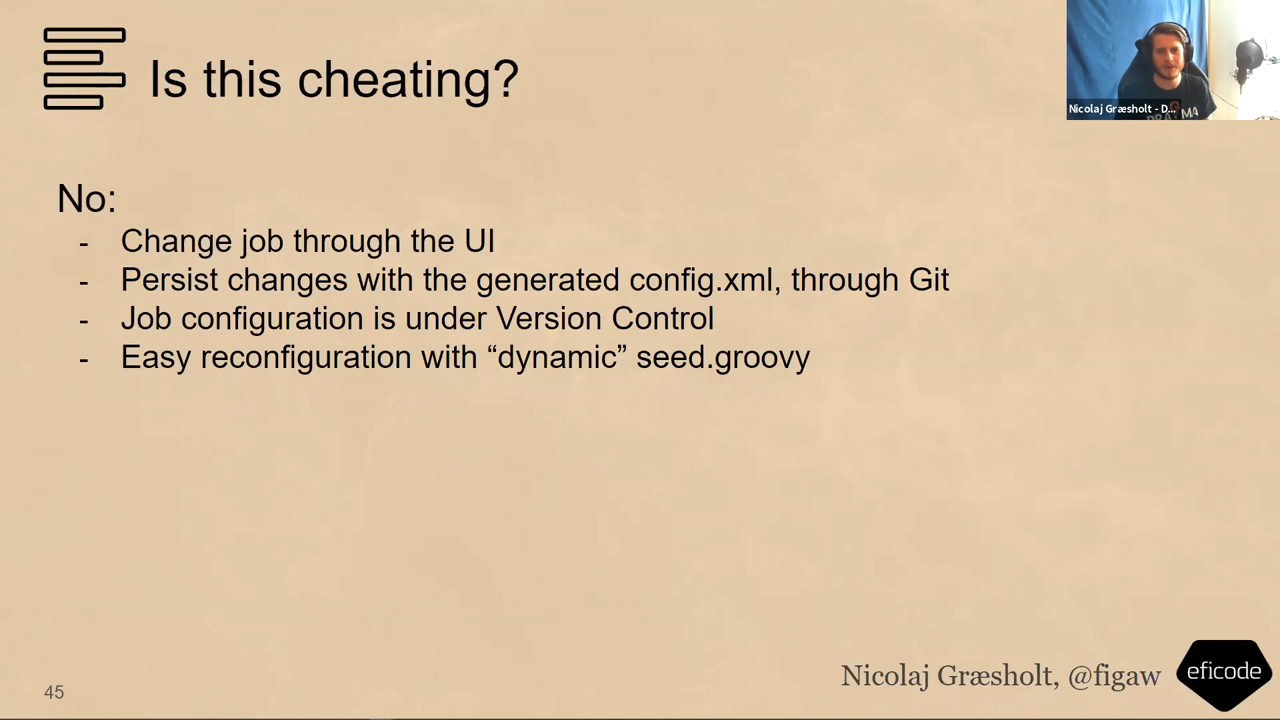 Is this cheating?
Nicolaj Græsholt - D...
No:
- Change job through the UI
- Persist changes with the generated config.xml, through Git
- Job configuration is under Version Control
- Easy reconfiguration with “dynamic” seed.groovy
Nicolaj Græsholt, @figaw
eficode
45